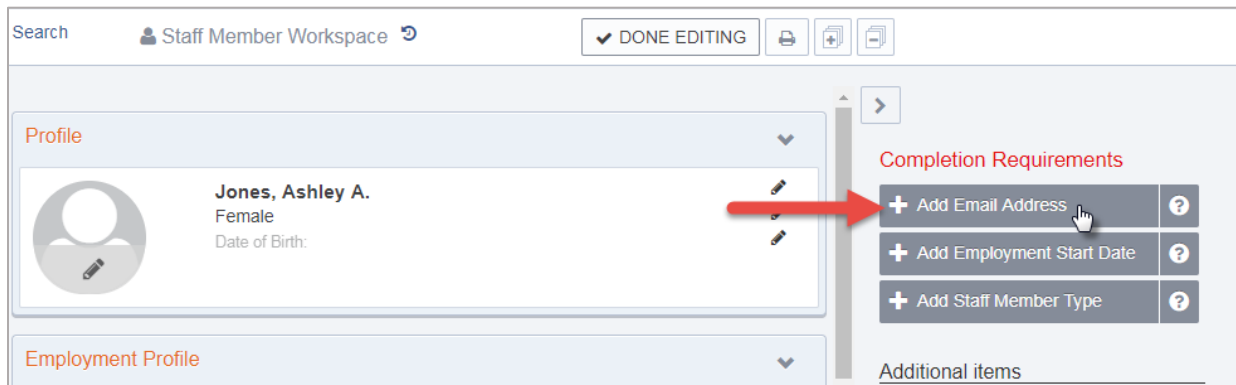 Search
Staff Member Workspace
DONE EDITING
Profile
Jones, Ashley A.
Female
Date of Birth:
Employment Profile
Completion Requirements
Add Email Address
Add Employment Start Date
Add Staff Member Type
Additional items